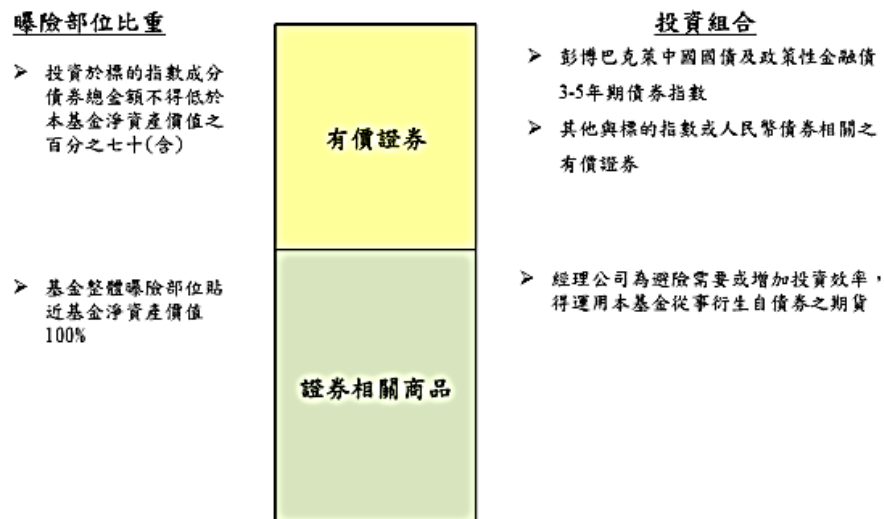 曝險部位比重
➢ 投資於標的指數成分
債券總金額不得低於
本基金淨資產價值之
百分之七十(含)
➢ 基金整體曝險部位貼
近基金淨資產價值
100%
有價證券
證券相關商品
投資組合
➢ 彭博巴克萊中國國債及政策性金融債
3-5年期債券指數
➢ 其他與標的指數或人民幣債券相關之
有價證券
➢ 經理公司為避險需要或增加投資效率，
得運用本基金從事衍生自債券之期貨